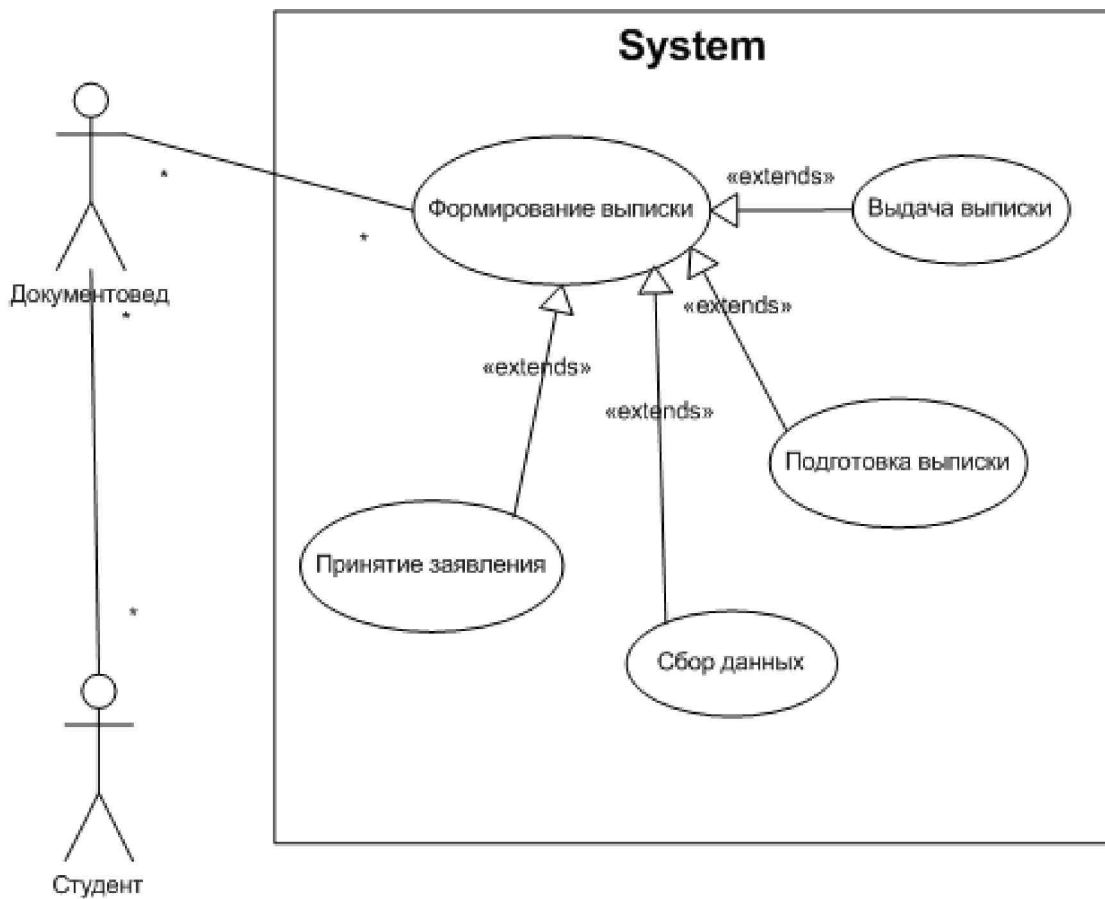 System
«extends»
Формирование выписки
Выдача выписки
*
*
Документовед
*
«extends»
«extends»
«extends»
Подготовка выписки
Принятие заявления
*
Сбор данных
Студент